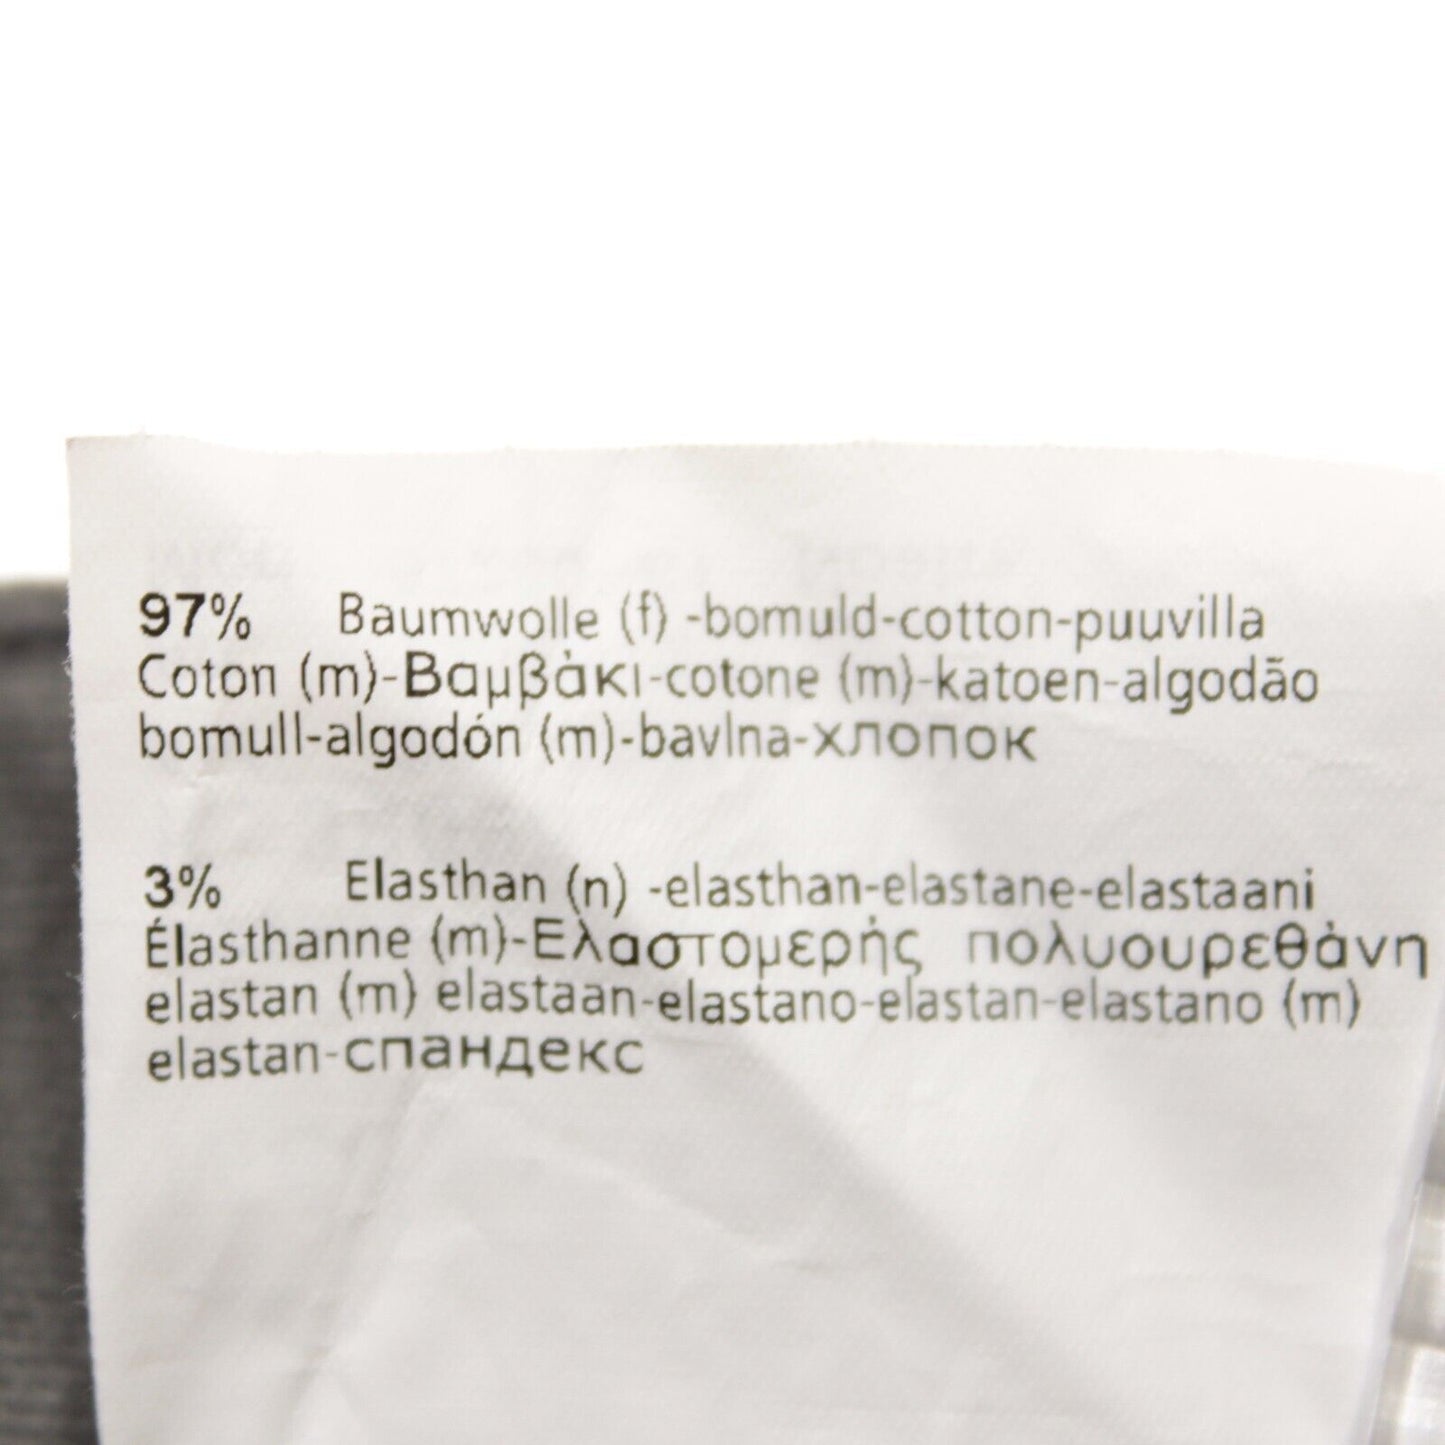 97% Baumwolle (f) -bomuld-cotton-puuvilla
Coton (m)-Βαμβάκι-cotone (m)-katoen-algodão
bomull-algodón (m)-bavlna-хлопок
3% Elasthan (n) -elasthan-elastane-elastaani
Élasthanne (m)-Ελαστομερής πολυουρεθάνη
elastan (m) elastaan-elastano-elastan-elastano (m)
elastan-спандекс